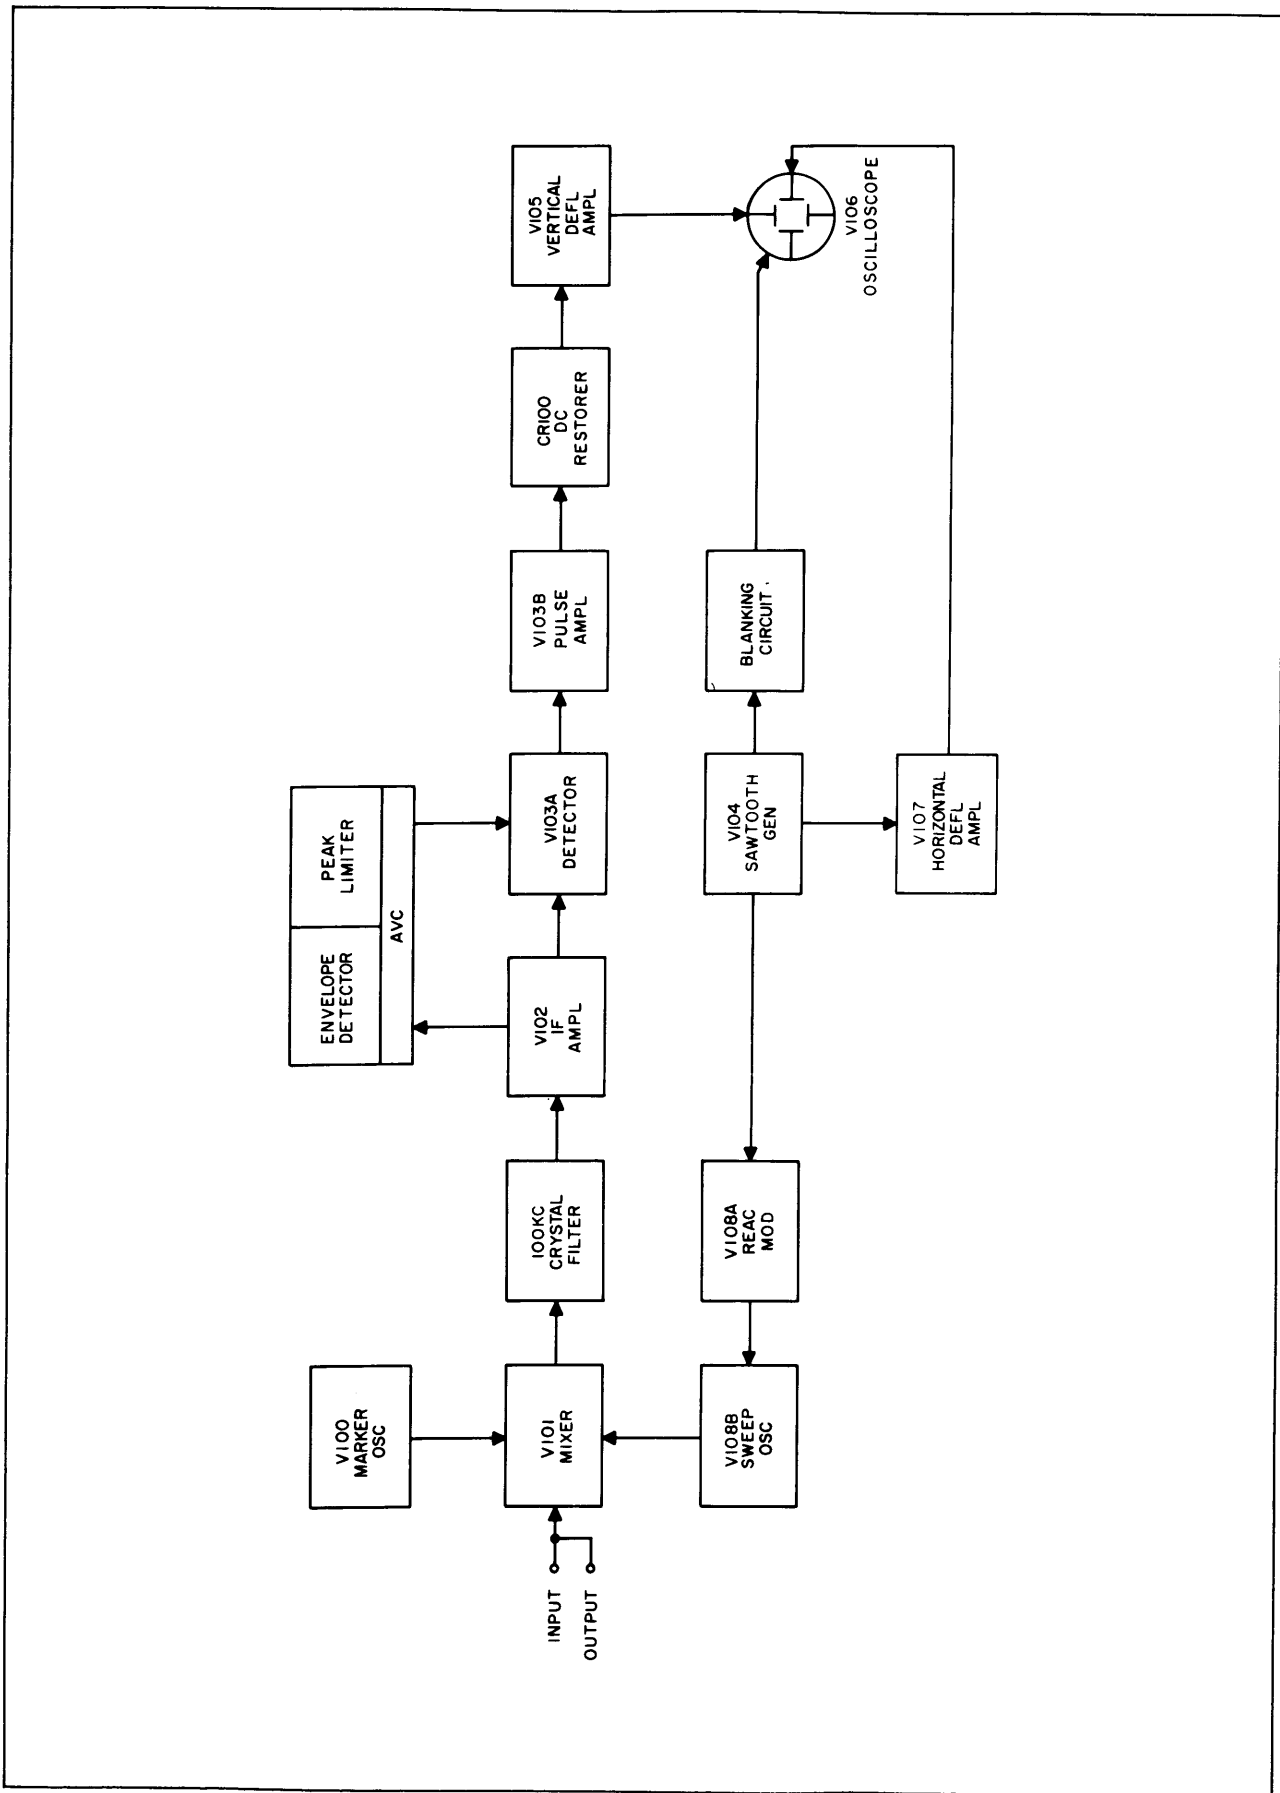 V100
MARKER
OSC
ENVELOPE
DETECTOR
PEAK
LIMITER
AVC
INPUT
OUTPUT
V101
MIXER
100KC
CRYSTAL
FILTER
V102
IF
AMPL
V103A
DETECTOR
V103B
PULSE
AMPL
CR100
DC
RESTORER
V105
VERTICAL
DEFL
AMPL
V108B
SWEEP
OSC
V108A
REAC
MOD
V104
SAWTOOTH
GEN
BLANKING
CIRCUIT
V106
OSCILLOSCOPE
V107
HORIZONTAL
DEFL
AMPL